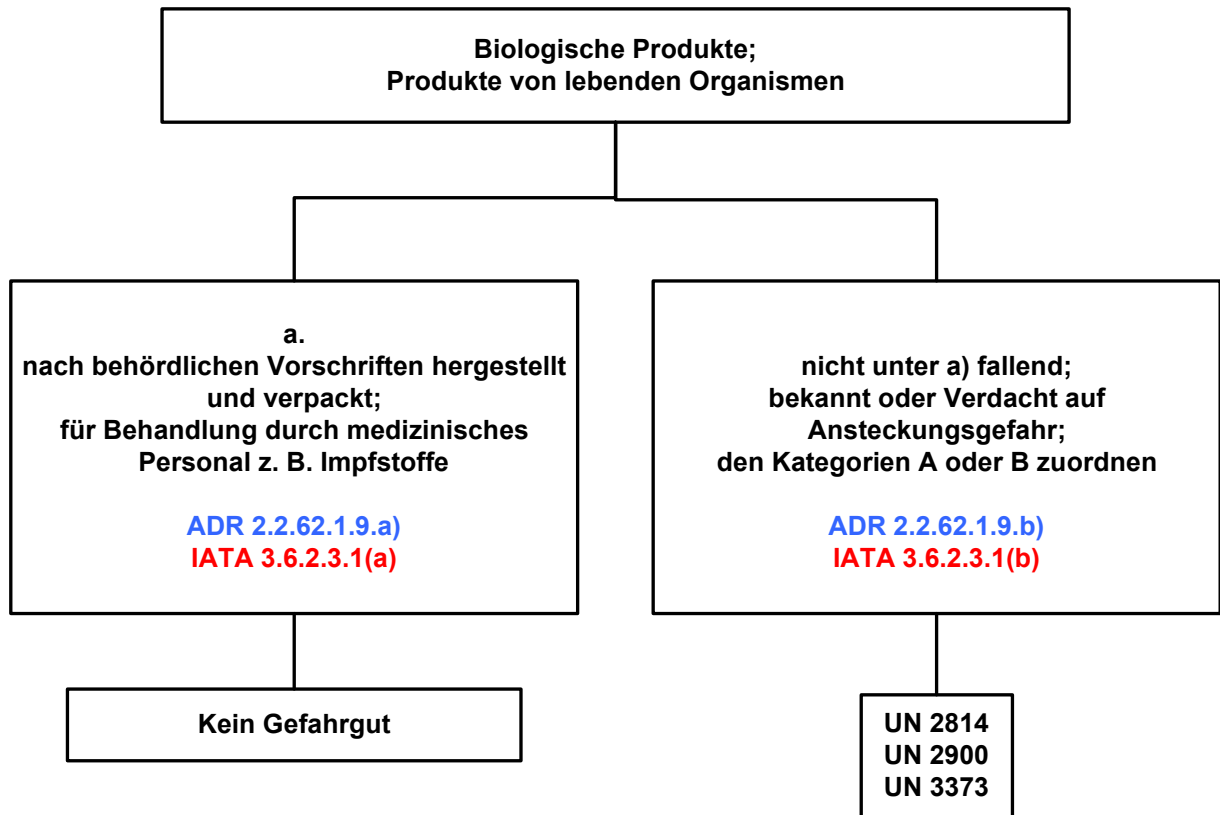 Biologische Produkte;
Produkte von lebenden Organismen
a.
nach behördlichen Vorschriften hergestellt
und verpackt;
für Behandlung durch medizinisches
Personal z. B. Impfstoffe
ADR 2.2.62.1.9.a)
IATA 3.6.2.3.1(a)
nicht unter a) fallend;
bekannt oder Verdacht auf
Ansteckungsgefahr;
den Kategorien A oder B zuordnen
ADR 2.2.62.1.9.b)
IATA 3.6.2.3.1(b)
Kein Gefahrgut
UN 2814
UN 2900
UN 3373